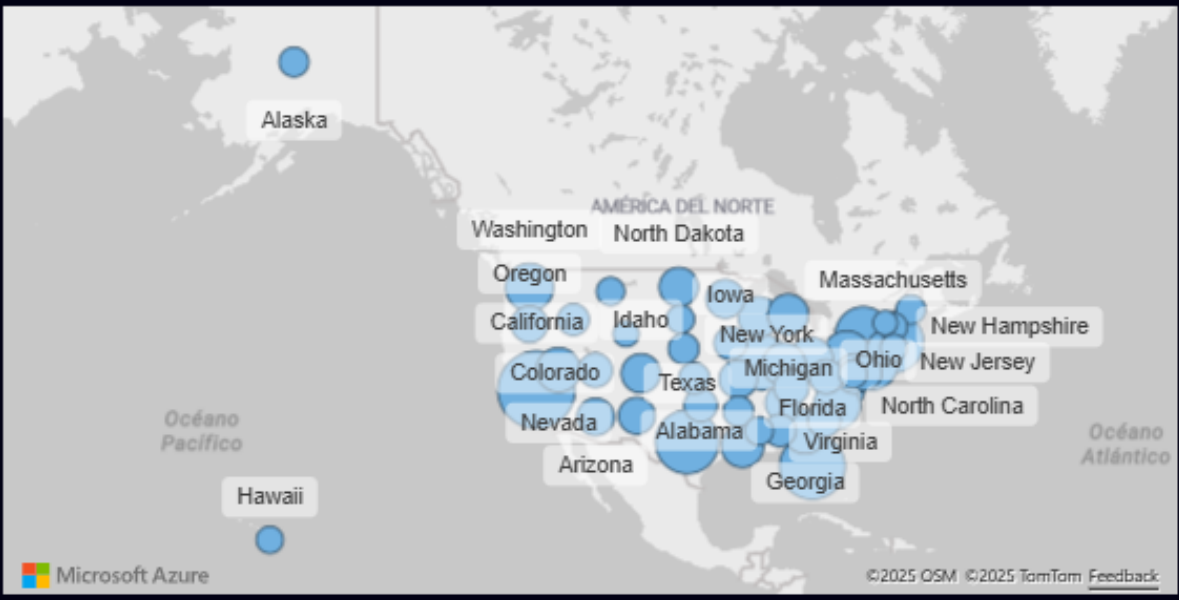 Alaska
AMÉRICA DEL NORTE
Washington
North Dakota
Oregon
Iowa
Massachusetts
California
Idaho
New York
New Hampshire
Colorado
Texas
Michigan
Ohio
New Jersey
Nevada
Alabama
Florida
North Carolina
Océano
Pacífico
Virginia
Océano
Atlántico
Arizona
Georgia
Hawaii
Microsoft Azure
©2025 OSM ©2025 TomTom Feedback